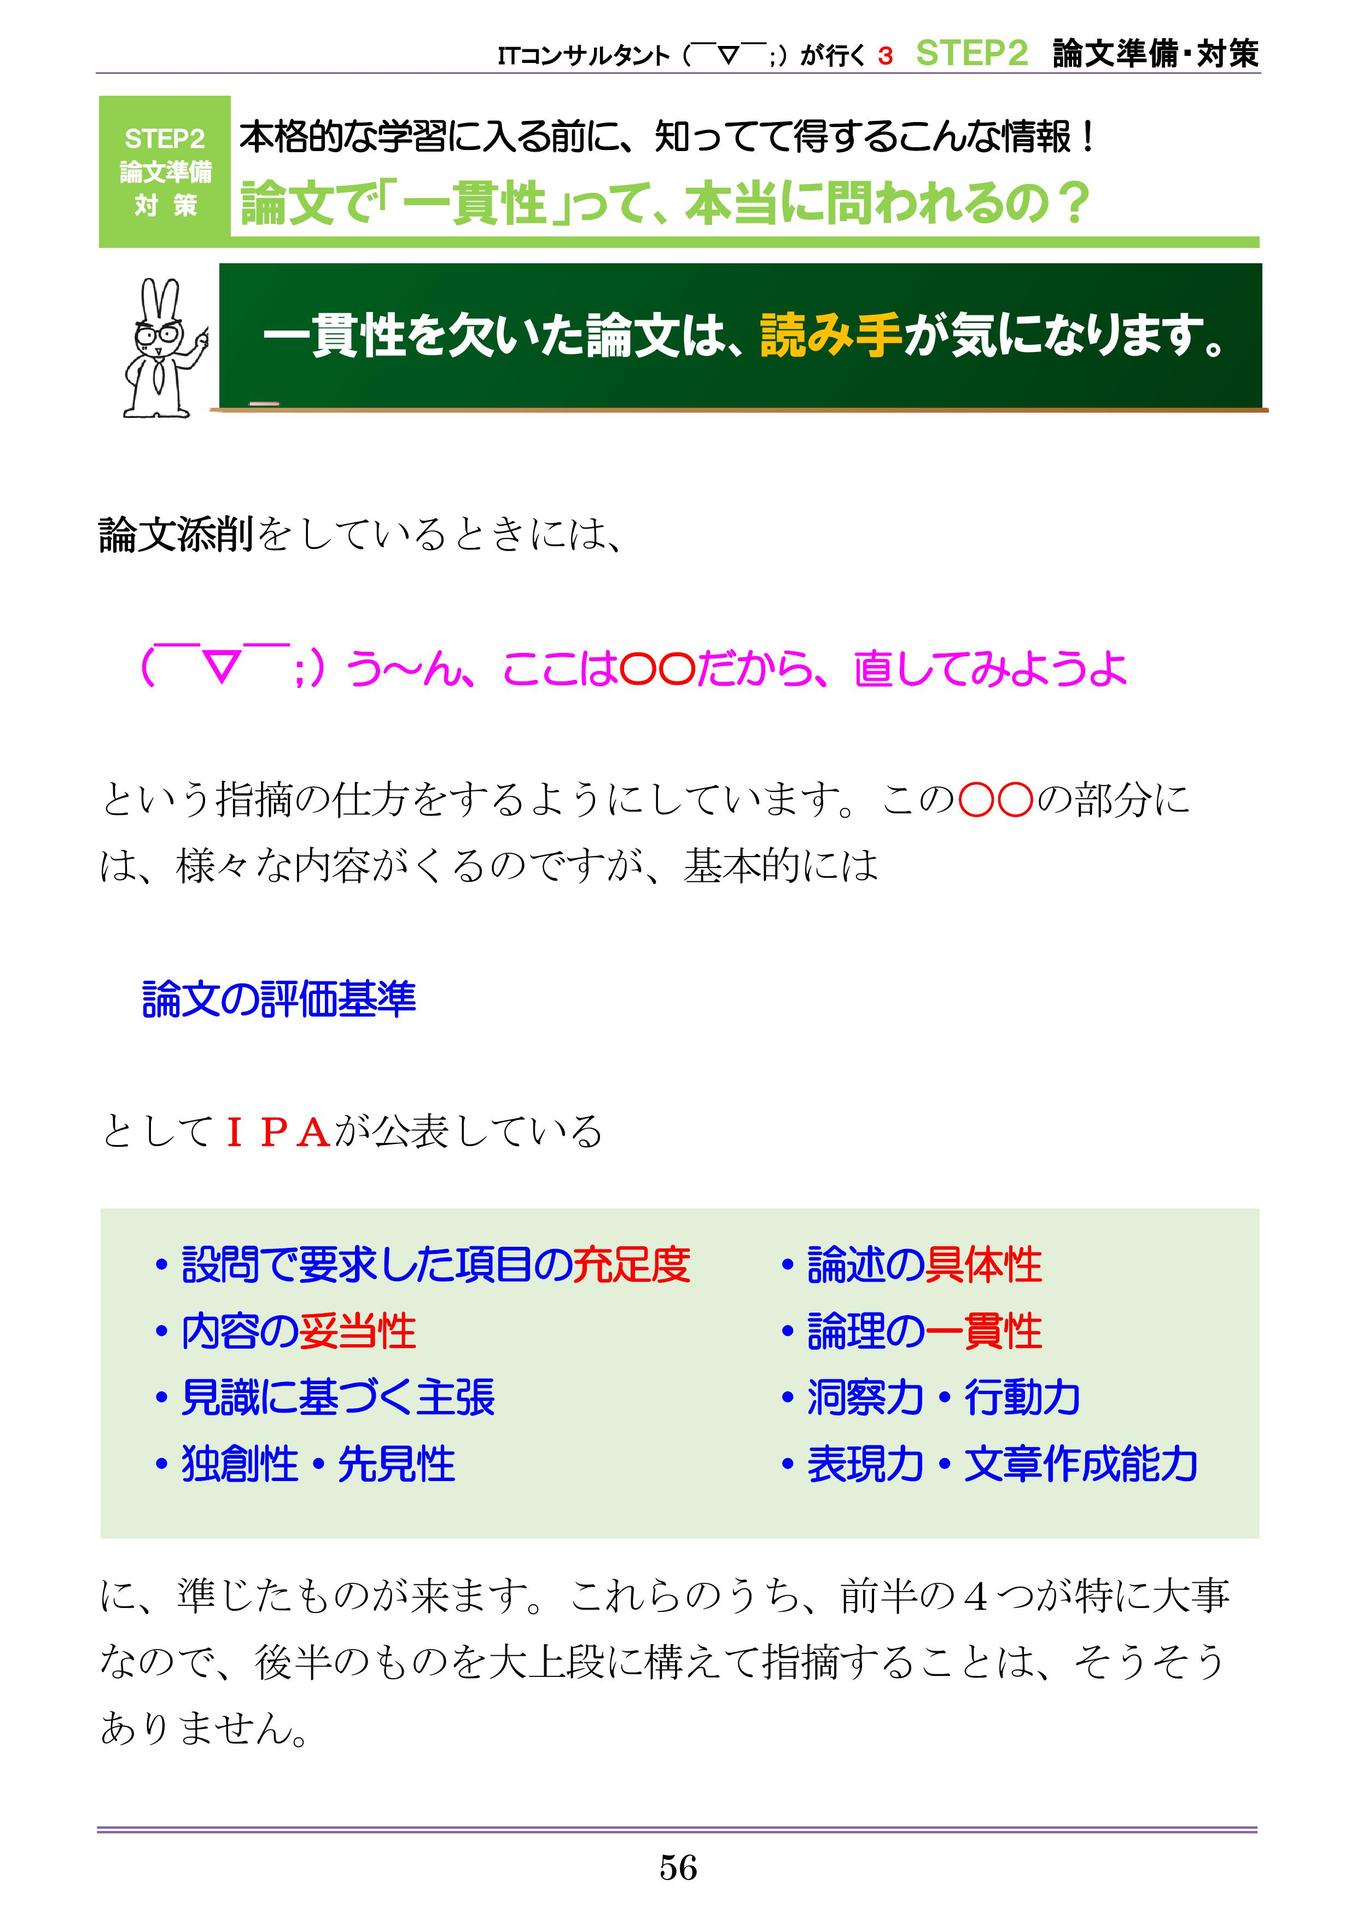 ITコンサルタント（￣▽￣;）が行く 3 STEP2 論文準備・対策
STEP2
論文準備
対 策
本格的な学習に入る前に、知ってて得するこんな情報！
論文で「一貫性」って、本当に問われるの？
一貫性を欠いた論文は、読み手が気になります。
論文添削をしているときには、
（￣▽￣;）う～ん、ここは〇〇だから、直してみようよ
という指摘の仕方をするようにしています。この〇〇の部分に
は、様々な内容がくるのですが、基本的には
論文の評価基準
としてＩＰＡが公表している
・設問で要求した項目の充足度 ・論述の具体性
・内容の妥当性 ・論理の一貫性
・見識に基づく主張 ・洞察力・行動力
・独創性・先見性 ・表現力・文章作成能力
に、準じたものが来ます。これらのうち、前半の４つが特に大事
なので、後半のものを大上段に構えて指摘することは、そうそう
ありません。
56